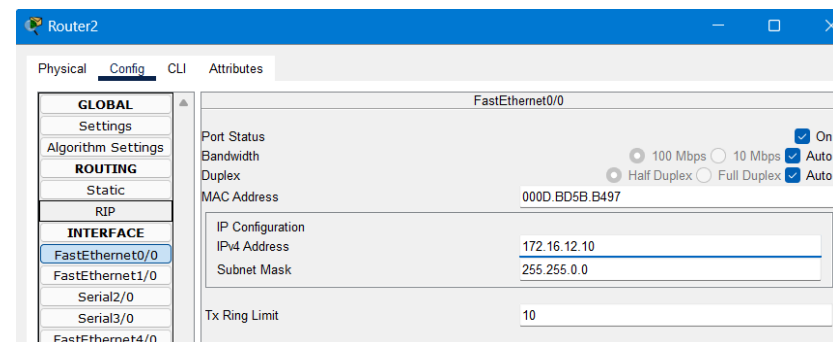 Router2
Physical Config CLI Attributes
GLOBAL
Settings
Algorithm Settings
ROUTING
Static
RIP
INTERFACE
FastEthernet0/0
FastEthernet1/0
Serial2/0
Serial3/0
FastEthernet4/0
FastEthernet0/0
Port Status On
Bandwidth 100 Mbps 10 Mbps Auto
Duplex Half Duplex Full Duplex Auto
MAC Address 000D.BD5B.B497
IP Configuration
IPv4 Address 172.16.12.10
Subnet Mask 255.255.0.0
Tx Ring Limit 10